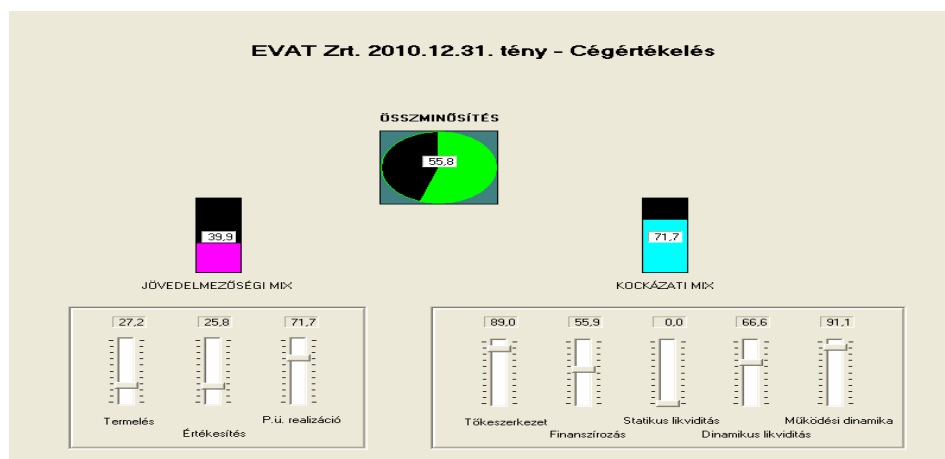 EVAT Zrt. 2010.12.31. tény - Cégértékelés
ÖSSZMINŐSÍTÉS
55,8
39,9
71,7
JÖVEDELMEZŐSÉGI MIX
KOCKÁZATI MIX
27,2 25,8 71,7
89,0 55,9 0,0 66,6 91,1
Termelés
Értékesítés
P.ü. realizáció
Tőkeszerkezet
Finanszírozás
Statikus likviditás
Dinamikus likviditás
Működési dinamika